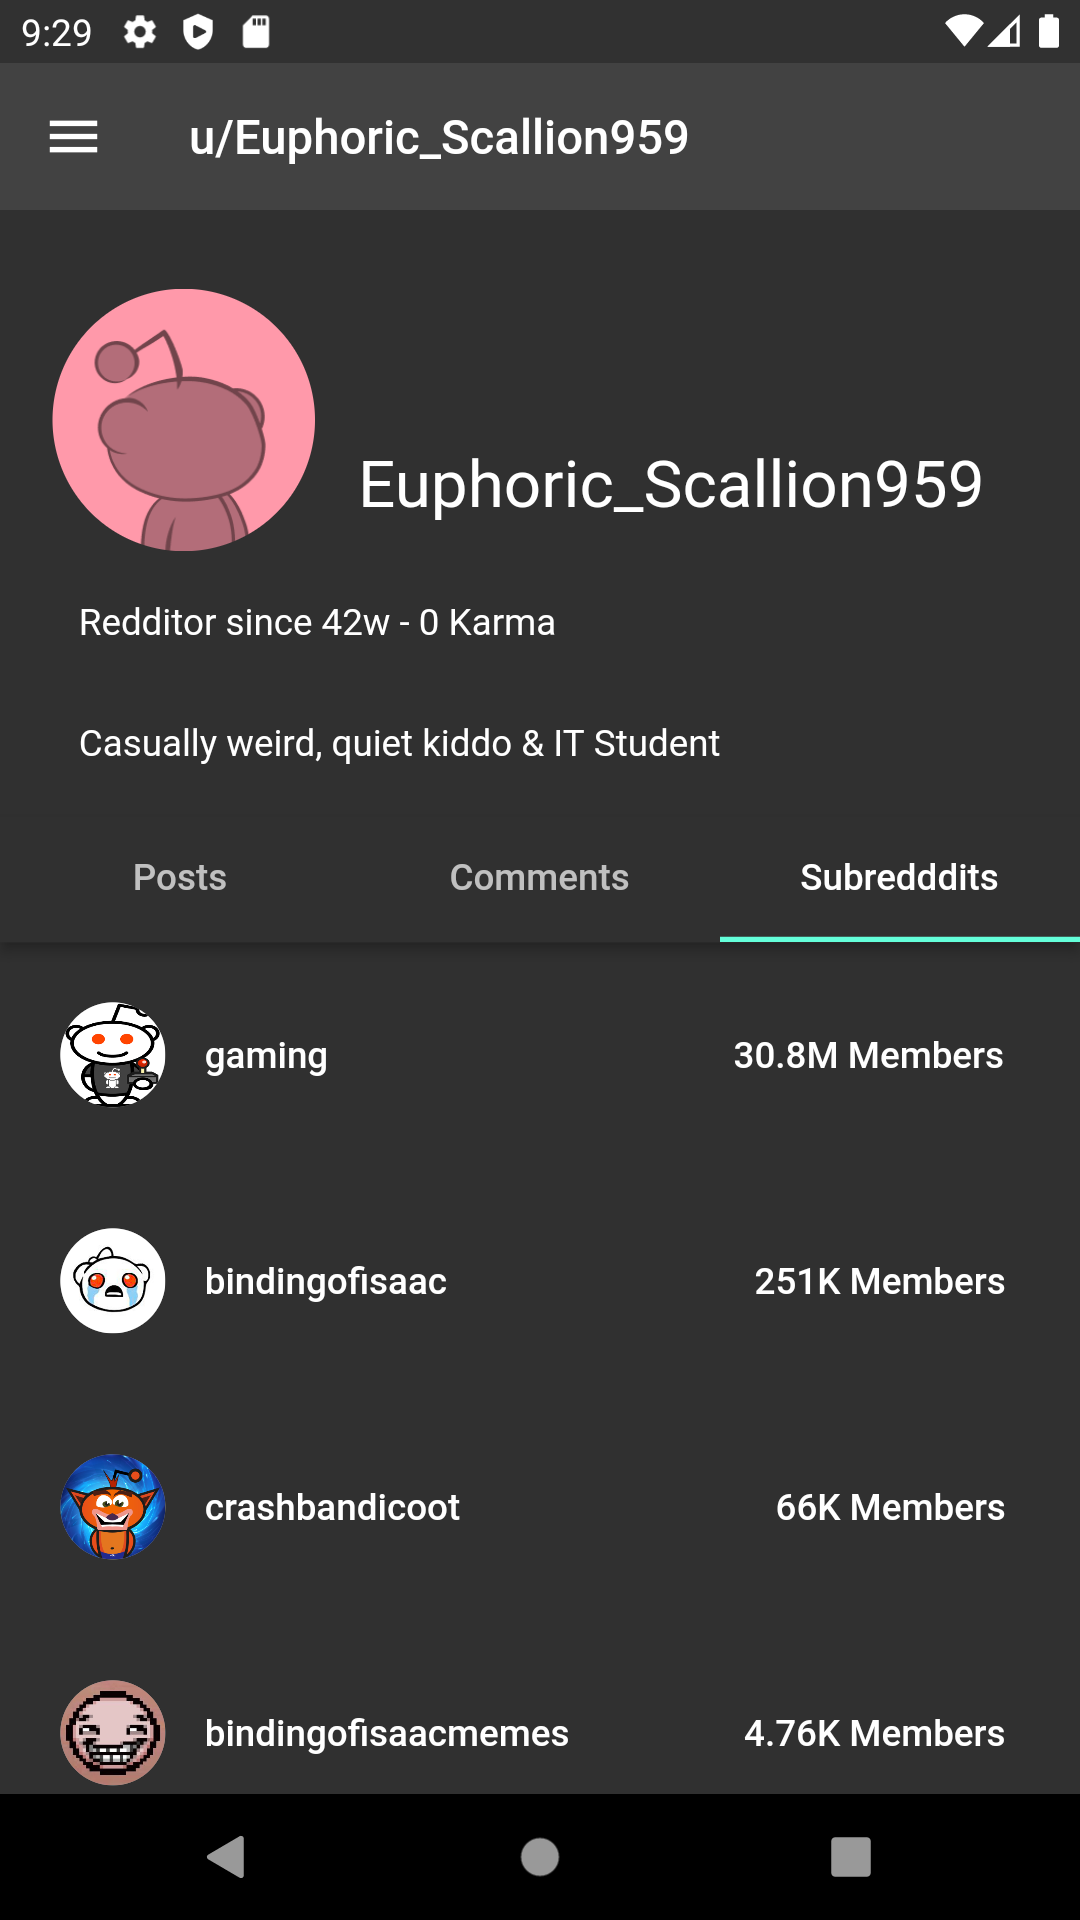 9:29
u/Euphoric_Scallion959
Euphoric_Scallion959
Redditor since 42w - 0 Karma
Casually weird, quiet kiddo & IT Student
Posts Comments Subredddits
gaming 30.8M Members
bindingofisaac 251K Members
crashbandicoot 66K Members
bindingofisaacmemes 4.76K Members